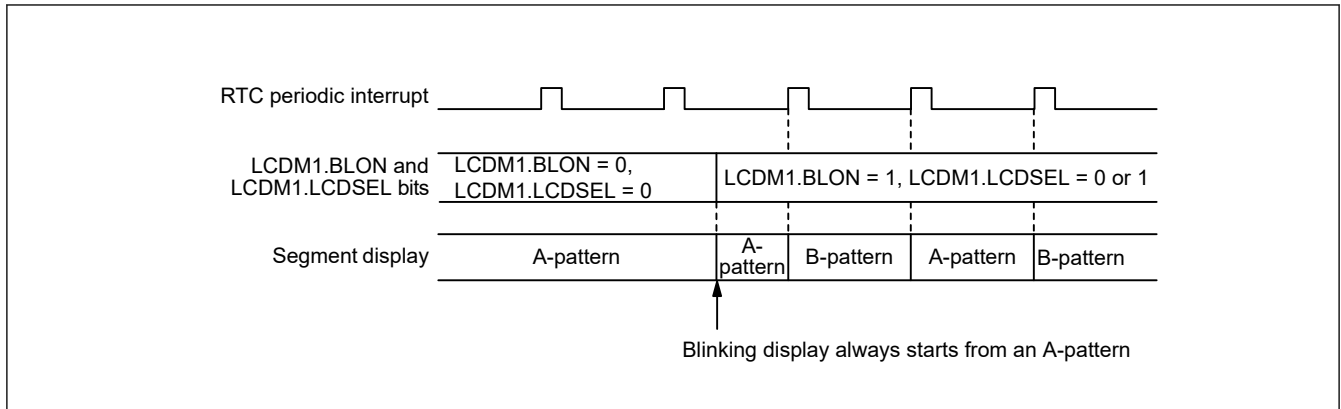 RTC periodic interrupt
LCDM1.BLON and
LCDM1.LCDSEL bits
LCDM1.BLON = 0,
LCDM1.LCDSEL = 0
LCDM1.BLON = 1, LCDM1.LCDSEL = 0 or 1
Segment display
A-pattern
A-
pattern
B-pattern
A-pattern
B-pattern
Blinking display always starts from an A-pattern